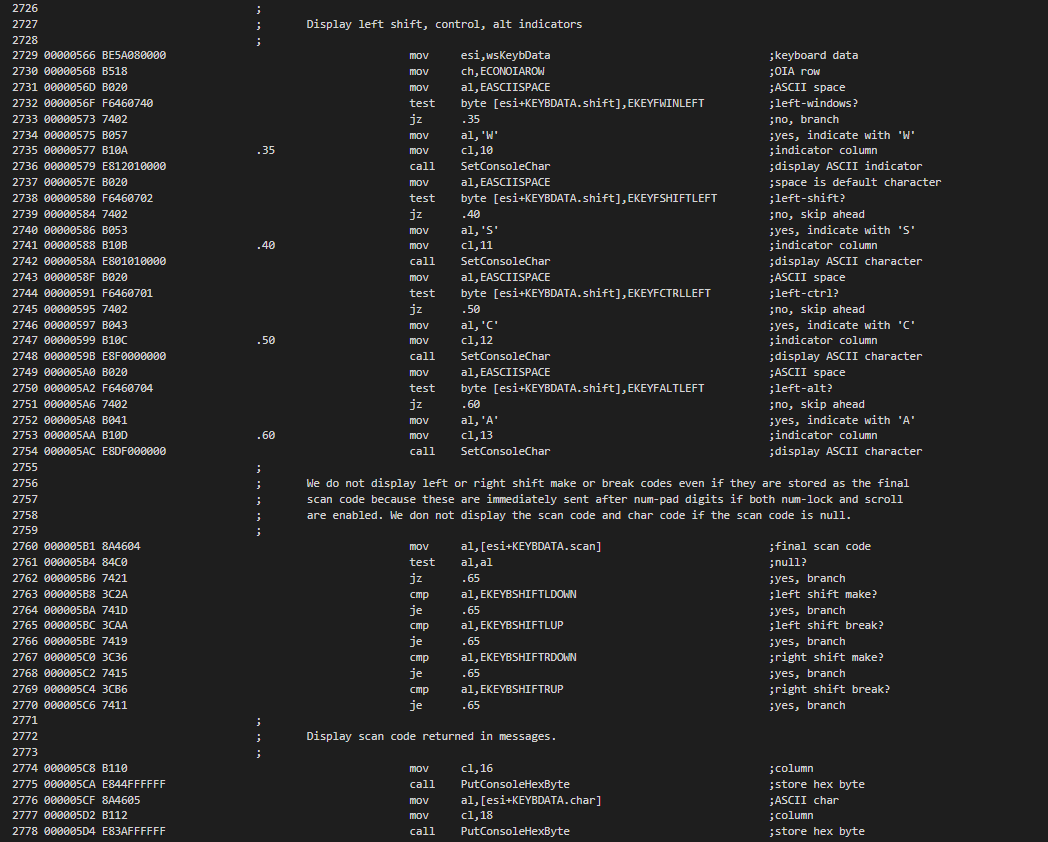 2726 ;
2727 ; Display left shift, control, alt indicators
2728 ;
2729 00000566 BE5A080000 mov esi,wsKeybData ;keyboard data
2730 0000056B B518 mov ch,ECONOIAROW ;OIA row
2731 0000056D B020 mov al,EASCIISPACE ;ASCII space
2732 0000056F F6460740 test byte [esi+KEYBDATA.shift],EKEYFWINLEFT ;left-windows?
2733 00000573 7402 jz .35 ;no, branch
2734 00000575 B057 mov al,'W' ;yes, indicate with 'W'
2735 00000577 B10A .35 mov cl,10 ;indicator column
2736 00000579 E812010000 call SetConsoleChar ;display ASCII indicator
2737 0000057E B020 mov al,EASCIISPACE ;space is default character
2738 00000580 F6460702 test byte [esi+KEYBDATA.shift],EKEYFSHIFTLEFT ;left-shift?
2739 00000584 7402 jz .40 ;no, skip ahead
2740 00000586 B053 mov al,'S' ;yes, indicate with 'S'
2741 00000588 B10B .40 mov cl,11 ;indicator column
2742 0000058A E801010000 call SetConsoleChar ;display ASCII character
2743 0000058F B020 mov al,EASCIISPACE ;ASCII space
2744 00000591 F6460701 test byte [esi+KEYBDATA.shift],EKEYFCTRLLEFT ;left-ctrl?
2745 00000595 7402 jz .50 ;no, skip ahead
2746 00000597 B043 mov al,'C' ;yes, indicate with 'C'
2747 00000599 B10C .50 mov cl,12 ;indicator column
2748 0000059B E8F0000000 call SetConsoleChar ;display ASCII character
2749 000005A0 B020 mov al,EASCIISPACE ;ASCII space
2750 000005A2 F6460704 test byte [esi+KEYBDATA.shift],EKEYFALTLEFT ;left-alt?
2751 000005A6 7402 jz .60 ;no, skip ahead
2752 000005A8 B041 mov al,'A' ;yes, indicate with 'A'
2753 000005AA B10D .60 mov cl,13 ;indicator column
2754 000005AC E8DF000000 call SetConsoleChar ;display ASCII character
2755 ;
2756 ; We do not display left or right shift make or break codes even if they are stored as the final
2757 ; scan code because these are immediately sent after num-pad digits if both num-lock and scroll
2758 ; are enabled. We don not display the scan code and char code if the scan code is null.
2759 ;
2760 000005B1 8A4604 mov al,[esi+KEYBDATA.scan] ;final scan code
2761 000005B4 84C0 test al,al ;null?
2762 000005B6 7421 jz .65 ;yes, branch
2763 000005B8 3C2A cmp al,EKEYBSHIFTLDOWN ;left shift make?
2764 000005BA 741D je .65 ;yes, branch
2765 000005BC 3CAA cmp al,EKEYBSHIFTLUP ;left shift break?
2766 000005BE 7419 je .65 ;yes, branch
2767 000005C0 3C36 cmp al,EKEYBSHIFTRDOWN ;right shift make?
2768 000005C2 7415 je .65 ;yes, branch
2769 000005C4 3CB6 cmp al,EKEYBSHIFTRUP ;right shift break?
2770 000005C6 7411 je .65 ;yes, branch
2771 ;
2772 ; Display scan code returned in messages.
2773 ;
2774 000005C8 B110 mov cl,16 ;column
2775 000005CA E844FFFFFF call PutConsoleHexByte ;store hex byte
2776 000005CF 8A4605 mov al,[esi+KEYBDATA.char] ;ASCII char
2777 000005D2 B112 mov cl,18 ;column
2778 000005D4 E83AFFFFFF call PutConsoleHexByte ;store hex byte